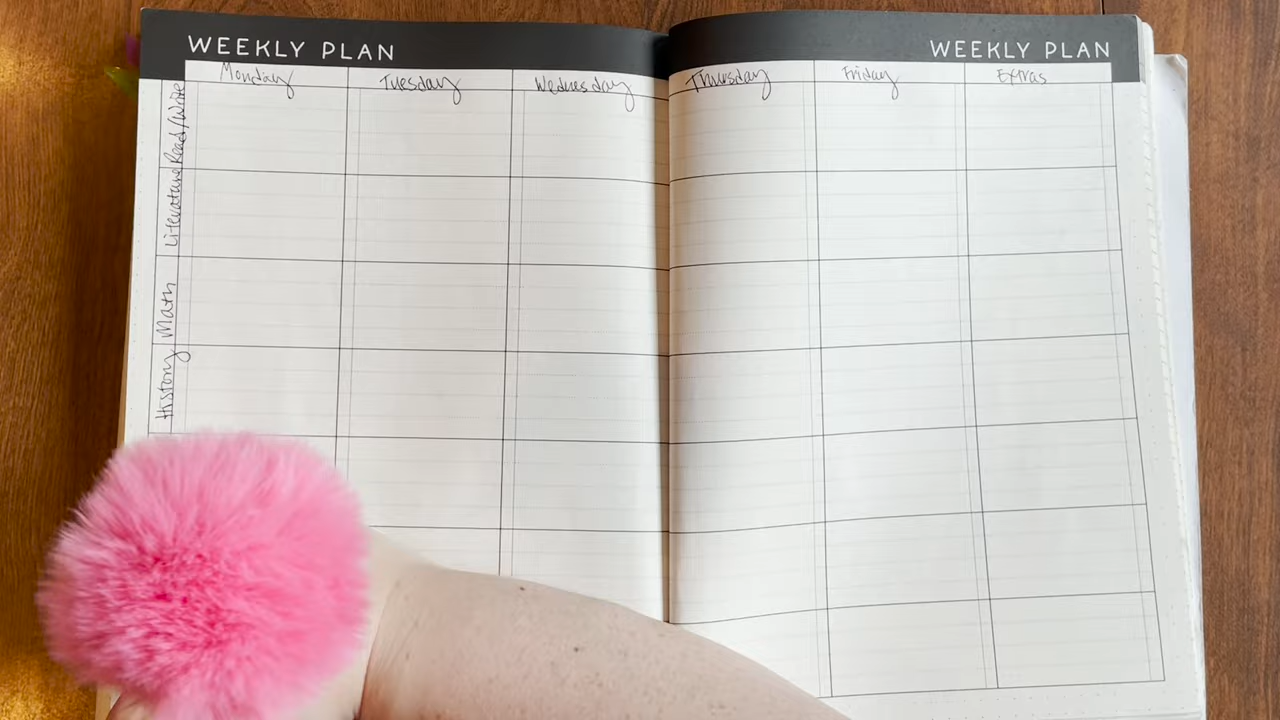 WEEKLY PLAN
WEEKLY PLAN
Monday
Tuesday
Wednesday
Thursday
Friday
Extras
Read/Write
Literature
Math
History